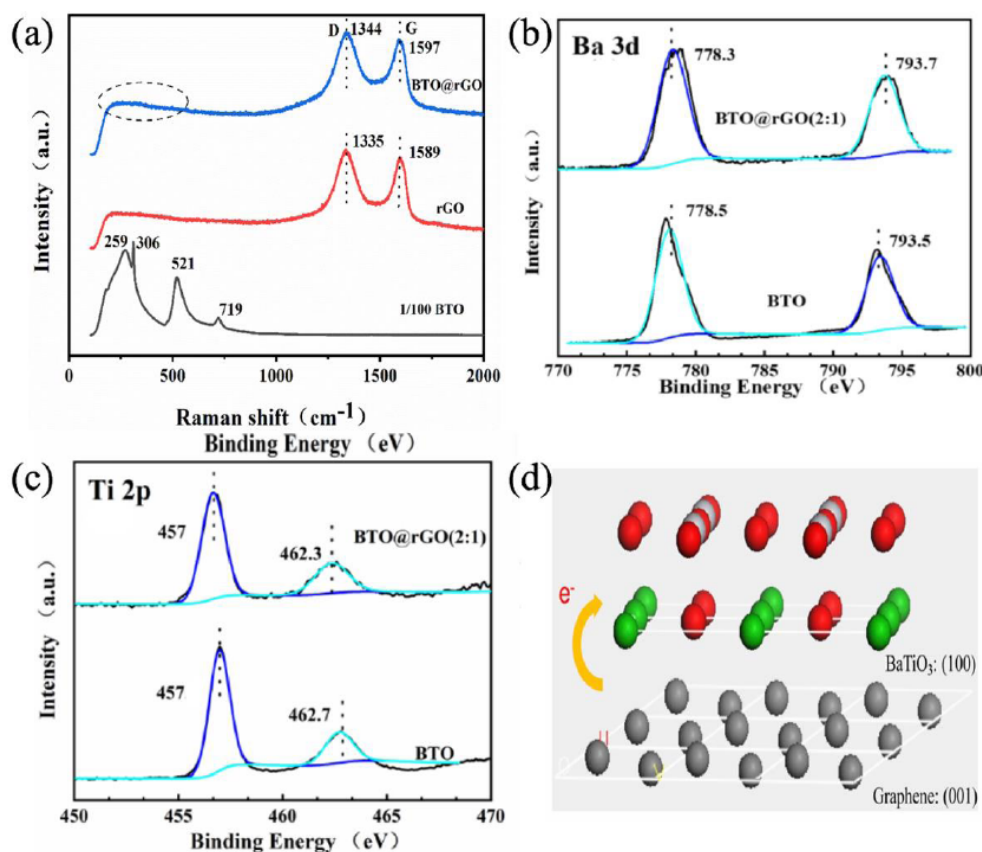 (a)
D
1344
G
1597
BTO@rGO
1335
1589
rGO
259
306
521
719
1/100 BTO
Intensity (a.u.)
0
500
1000
1500
2000
Raman shift (cm-1)
Binding Energy (eV)
(b)
Ba 3d
778.3
793.7
BTO@rGO(2:1)
778.5
793.5
BTO
Intensity (a.u.)
770
775
780
785
790
795
800
Binding Energy (eV)
(c)
Ti 2p
457
BTO@rGO(2:1)
462.3
457
462.7
BTO
Intensity (a.u.)
450
455
460
465
470
Binding Energy (eV)
(d)
e-
BaTiO3: (100)
Graphene: (001)